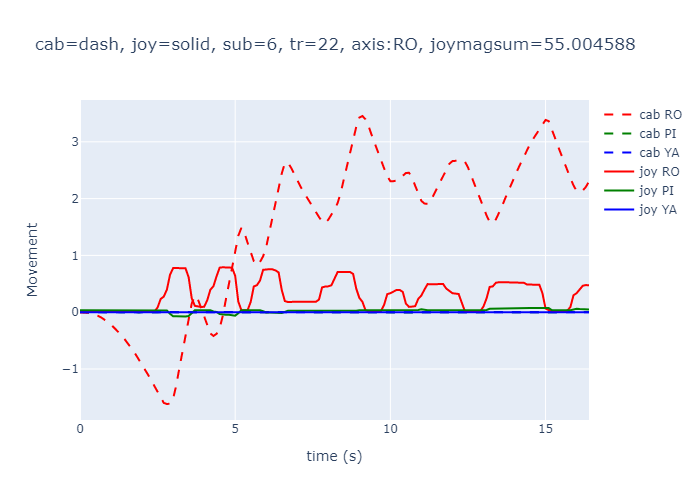 cab=dash, joy=solid, sub=6, tr=22, axis:RO, joymagsum=55.004588
cab RO
cab PI
cab YA
joy RO
joy PI
joy YA
3
2
1
0
−1
Movement
0
5
10
15
time (s)